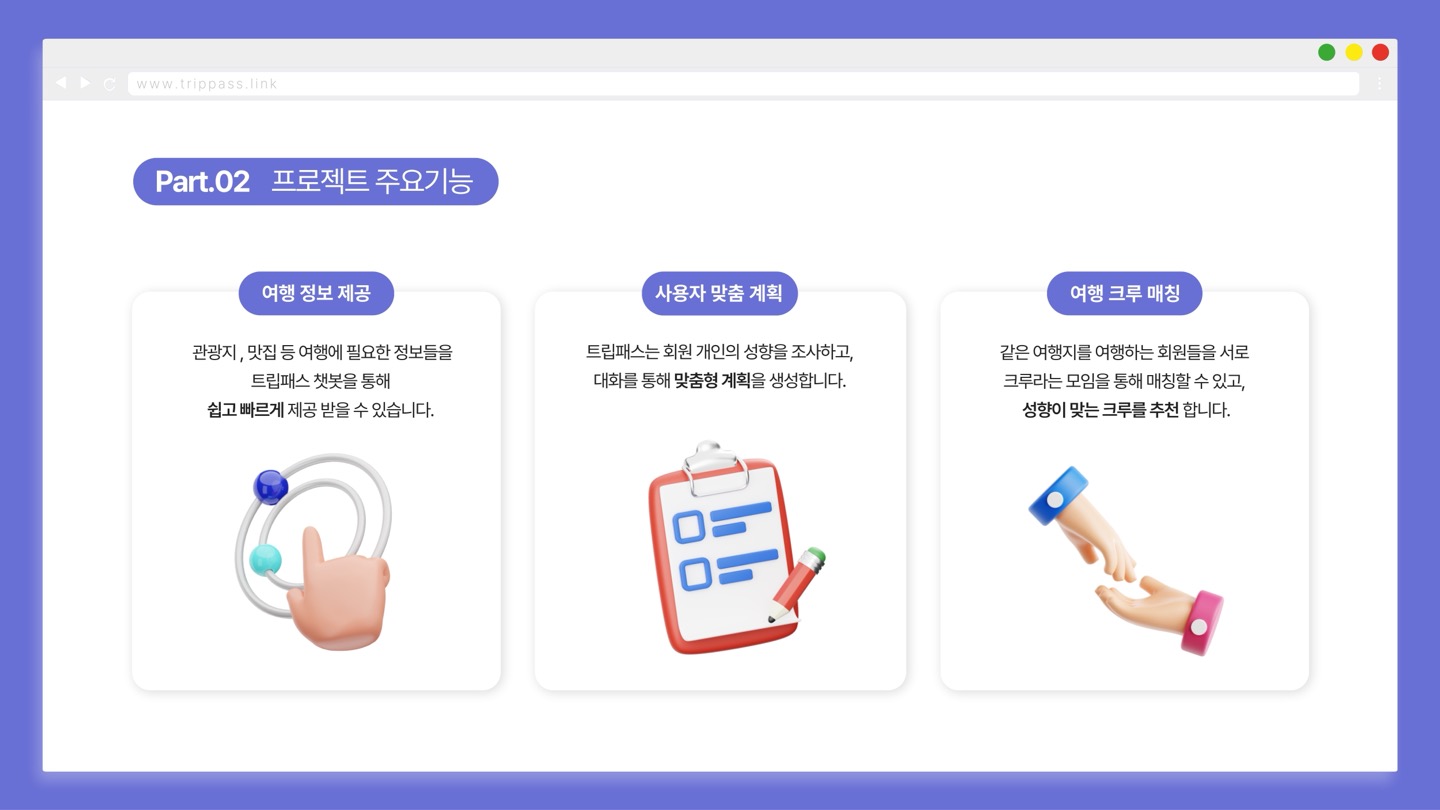 www.trippass.link
Part.02 프로젝트 주요기능
여행 정보 제공
관광지 , 맛집 등 여행에 필요한 정보들을
트립패스 챗봇을 통해
쉽고 빠르게 제공 받을 수 있습니다.
사용자 맞춤 계획
트립패스는 회원 개인의 성향을 조사하고,
대화를 통해 맞춤형 계획을 생성합니다.
여행 크루 매칭
같은 여행지를 여행하는 회원들을 서로
크루라는 모임을 통해 매칭할 수 있고,
성향이 맞는 크루를 추천 합니다.